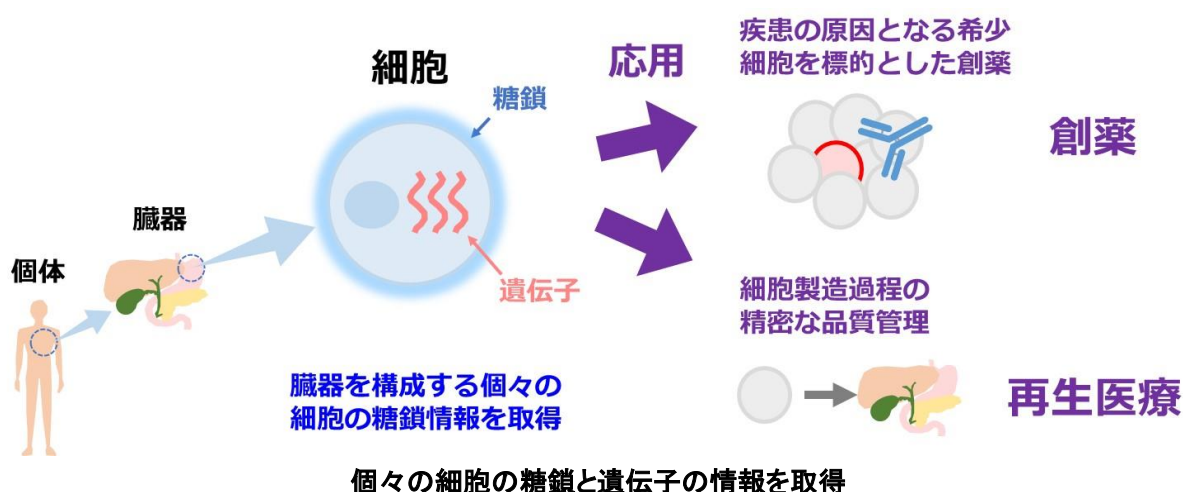 個体
臓器
細胞
糖鎖
遺伝子
臓器を構成する個々の
細胞の糖鎖情報を取得
応用
疾患の原因となる希少
細胞を標的とした創薬
創薬
細胞製造過程の
精密な品質管理
再生医療
個々の細胞の糖鎖と遺伝子の情報を取得